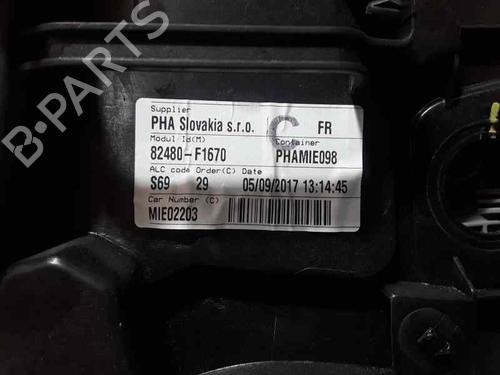 Supplier
PHA Slovakia s.r.o. C FR
Modul Id(M) Container
82480-F1670 PHAMIE098
ALC code Order(C) Date
S69 29 05/09/2017 13:14:45
Car Number (C)
MIE02203
B-PARTS